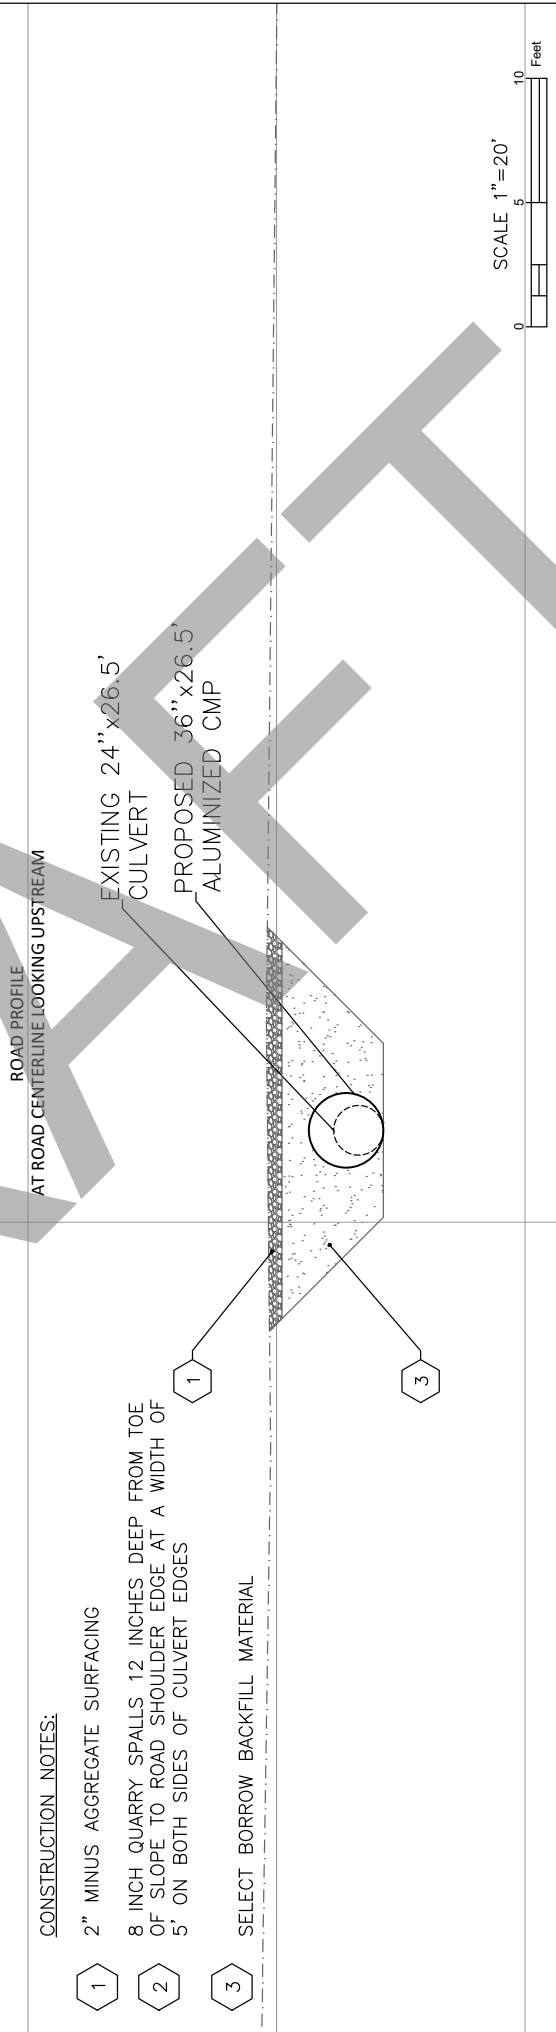 ROAD PROFILE
AT ROAD CENTERLINE LOOKING UPSTREAM
CONSTRUCTION NOTES:
1 2" MINUS AGGREGATE SURFACING
2 8 INCH QUARRY SPALLS 12 INCHES DEEP FROM TOE
OF SLOPE TO ROAD SHOULDER EDGE AT A WIDTH OF
5' ON BOTH SIDES OF CULVERT EDGES
3 SELECT BORROW BACKFILL MATERIAL
1
3
EXISTING 24"x26.5'
CULVERT
PROPOSED 36"x26.5'
ALUMINIZED CMP
SCALE 1"=20'
0 5 10
Feet
AFT